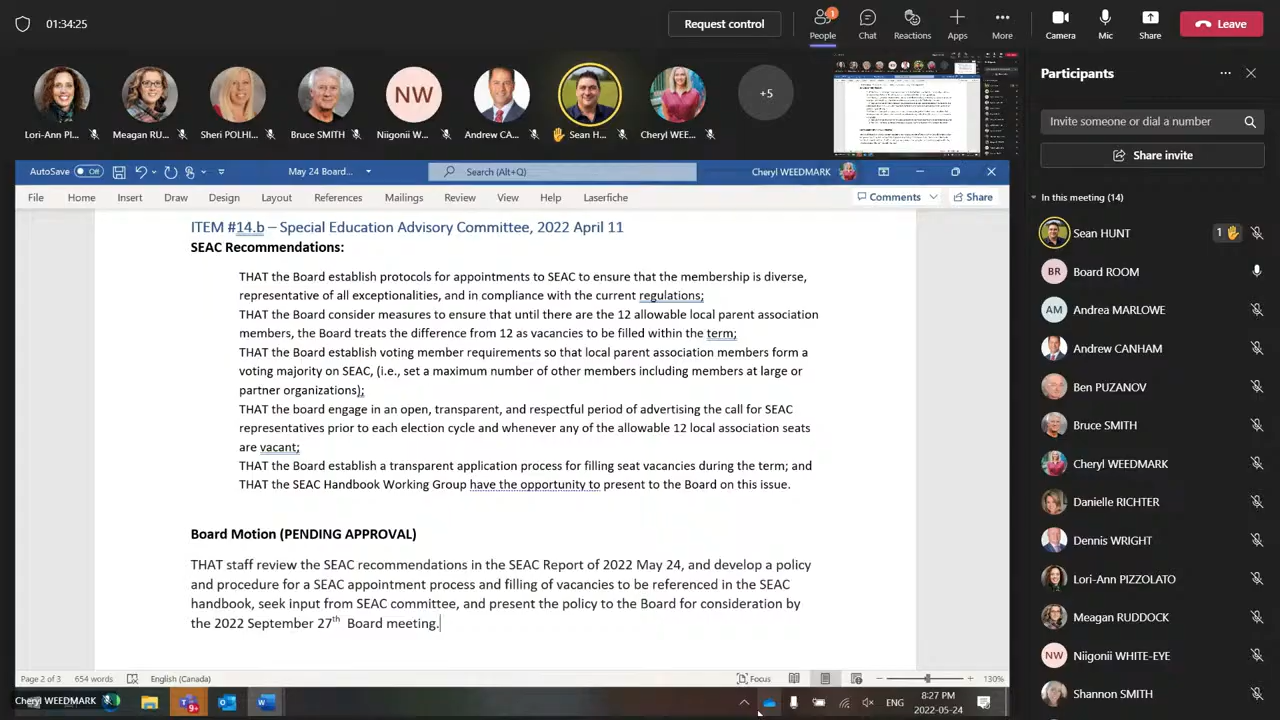 01:34:25
Request control
1
People
Chat
Reactions
Apps
More
Camera
Mic
Share
Leave
NW
+5
Lori-Ann PI...
Meagan RU...
SMITH
Niigonii W...
Andrew C...
Sean H...
Cheryl WEE...
Participants
Invite someone or dial a number
Share invite
In this meeting (14)
Sean HUNT
1
BR
Board ROOM
AM
Andrea MARLOWE
Andrew CANHAM
Ben PUZANOV
Bruce SMITH
Cheryl WEEDMARK
Danielle RICHTER
Dennis WRIGHT
Lori-Ann PIZZOLATO
Meagan RUDDOCK
NW
Niigonii WHITE-EYE
Shannon SMITH
AutoSave
Off
May 24 Board...
Search (Alt+Q)
Cheryl WEEDMARK
File
Home
Insert
Draw
Design
Layout
References
Mailings
Review
View
Help
Laserfiche
Comments
Share
ITEM #14.b – Special Education Advisory Committee, 2022 April 11
SEAC Recommendations:
THAT the Board establish protocols for appointments to SEAC to ensure that the membership is diverse,
representative of all exceptionalities, and in compliance with the current regulations;
THAT the Board consider measures to ensure that until there are the 12 allowable local parent association
members, the Board treats the difference from 12 as vacancies to be filled within the term;
THAT the Board establish voting member requirements so that local parent association members form a
voting majority on SEAC, (i.e., set a maximum number of other members including members at large or
partner organizations);
THAT the board engage in an open, transparent, and respectful period of advertising the call for SEAC
representatives prior to each election cycle and whenever any of the allowable 12 local association seats
are vacant;
THAT the Board establish a transparent application process for filling seat vacancies during the term; and
THAT the SEAC Handbook Working Group have the opportunity to present to the Board on this issue.
Board Motion (PENDING APPROVAL)
THAT staff review the SEAC recommendations in the SEAC Report of 2022 May 24, and develop a policy
and procedure for a SEAC appointment process and filling of vacancies to be referenced in the SEAC
handbook, seek input from SEAC committee, and present the policy to the Board for consideration by
the 2022 September 27th Board meeting.
Page 2 of 3
654 words
English (Canada)
Focus
130%
Cheryl WEEDMARK
ENG
8:27 PM
2022-05-24